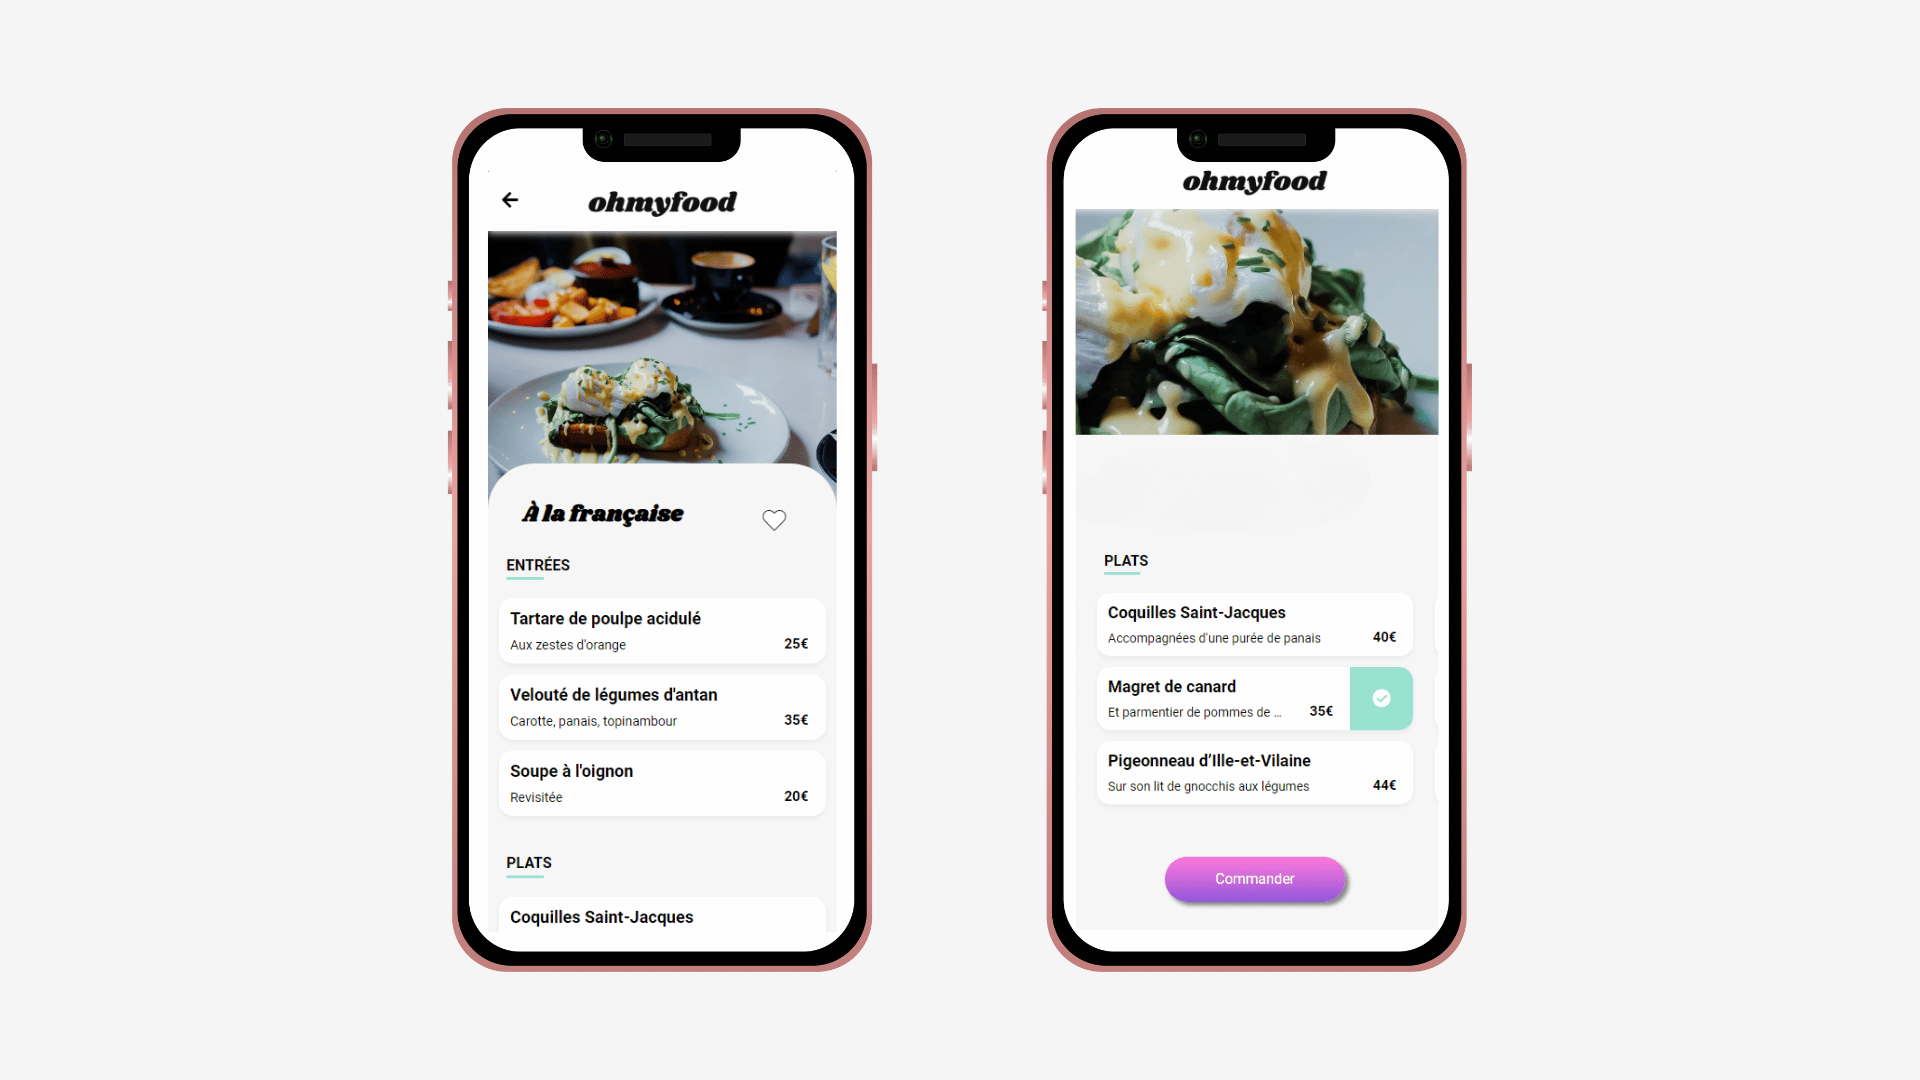 ohmyfood
À la française
ENTRÉES
Tartare de poulpe acidulé
Aux zestes d'orange
25€
Velouté de légumes d'antan
Carotte, panais, topinambour
35€
Soupe à l'oignon
Revisitée
20€
PLATS
Coquilles Saint-Jacques
ohmyfood
PLATS
Coquilles Saint-Jacques
Accompagnées d'une purée de panais
40€
Magret de canard
Et parmentier de pommes de ...
35€
Pigeonneau d’Ille-et-Vilaine
Sur son lit de gnocchis aux légumes
44€
Commander